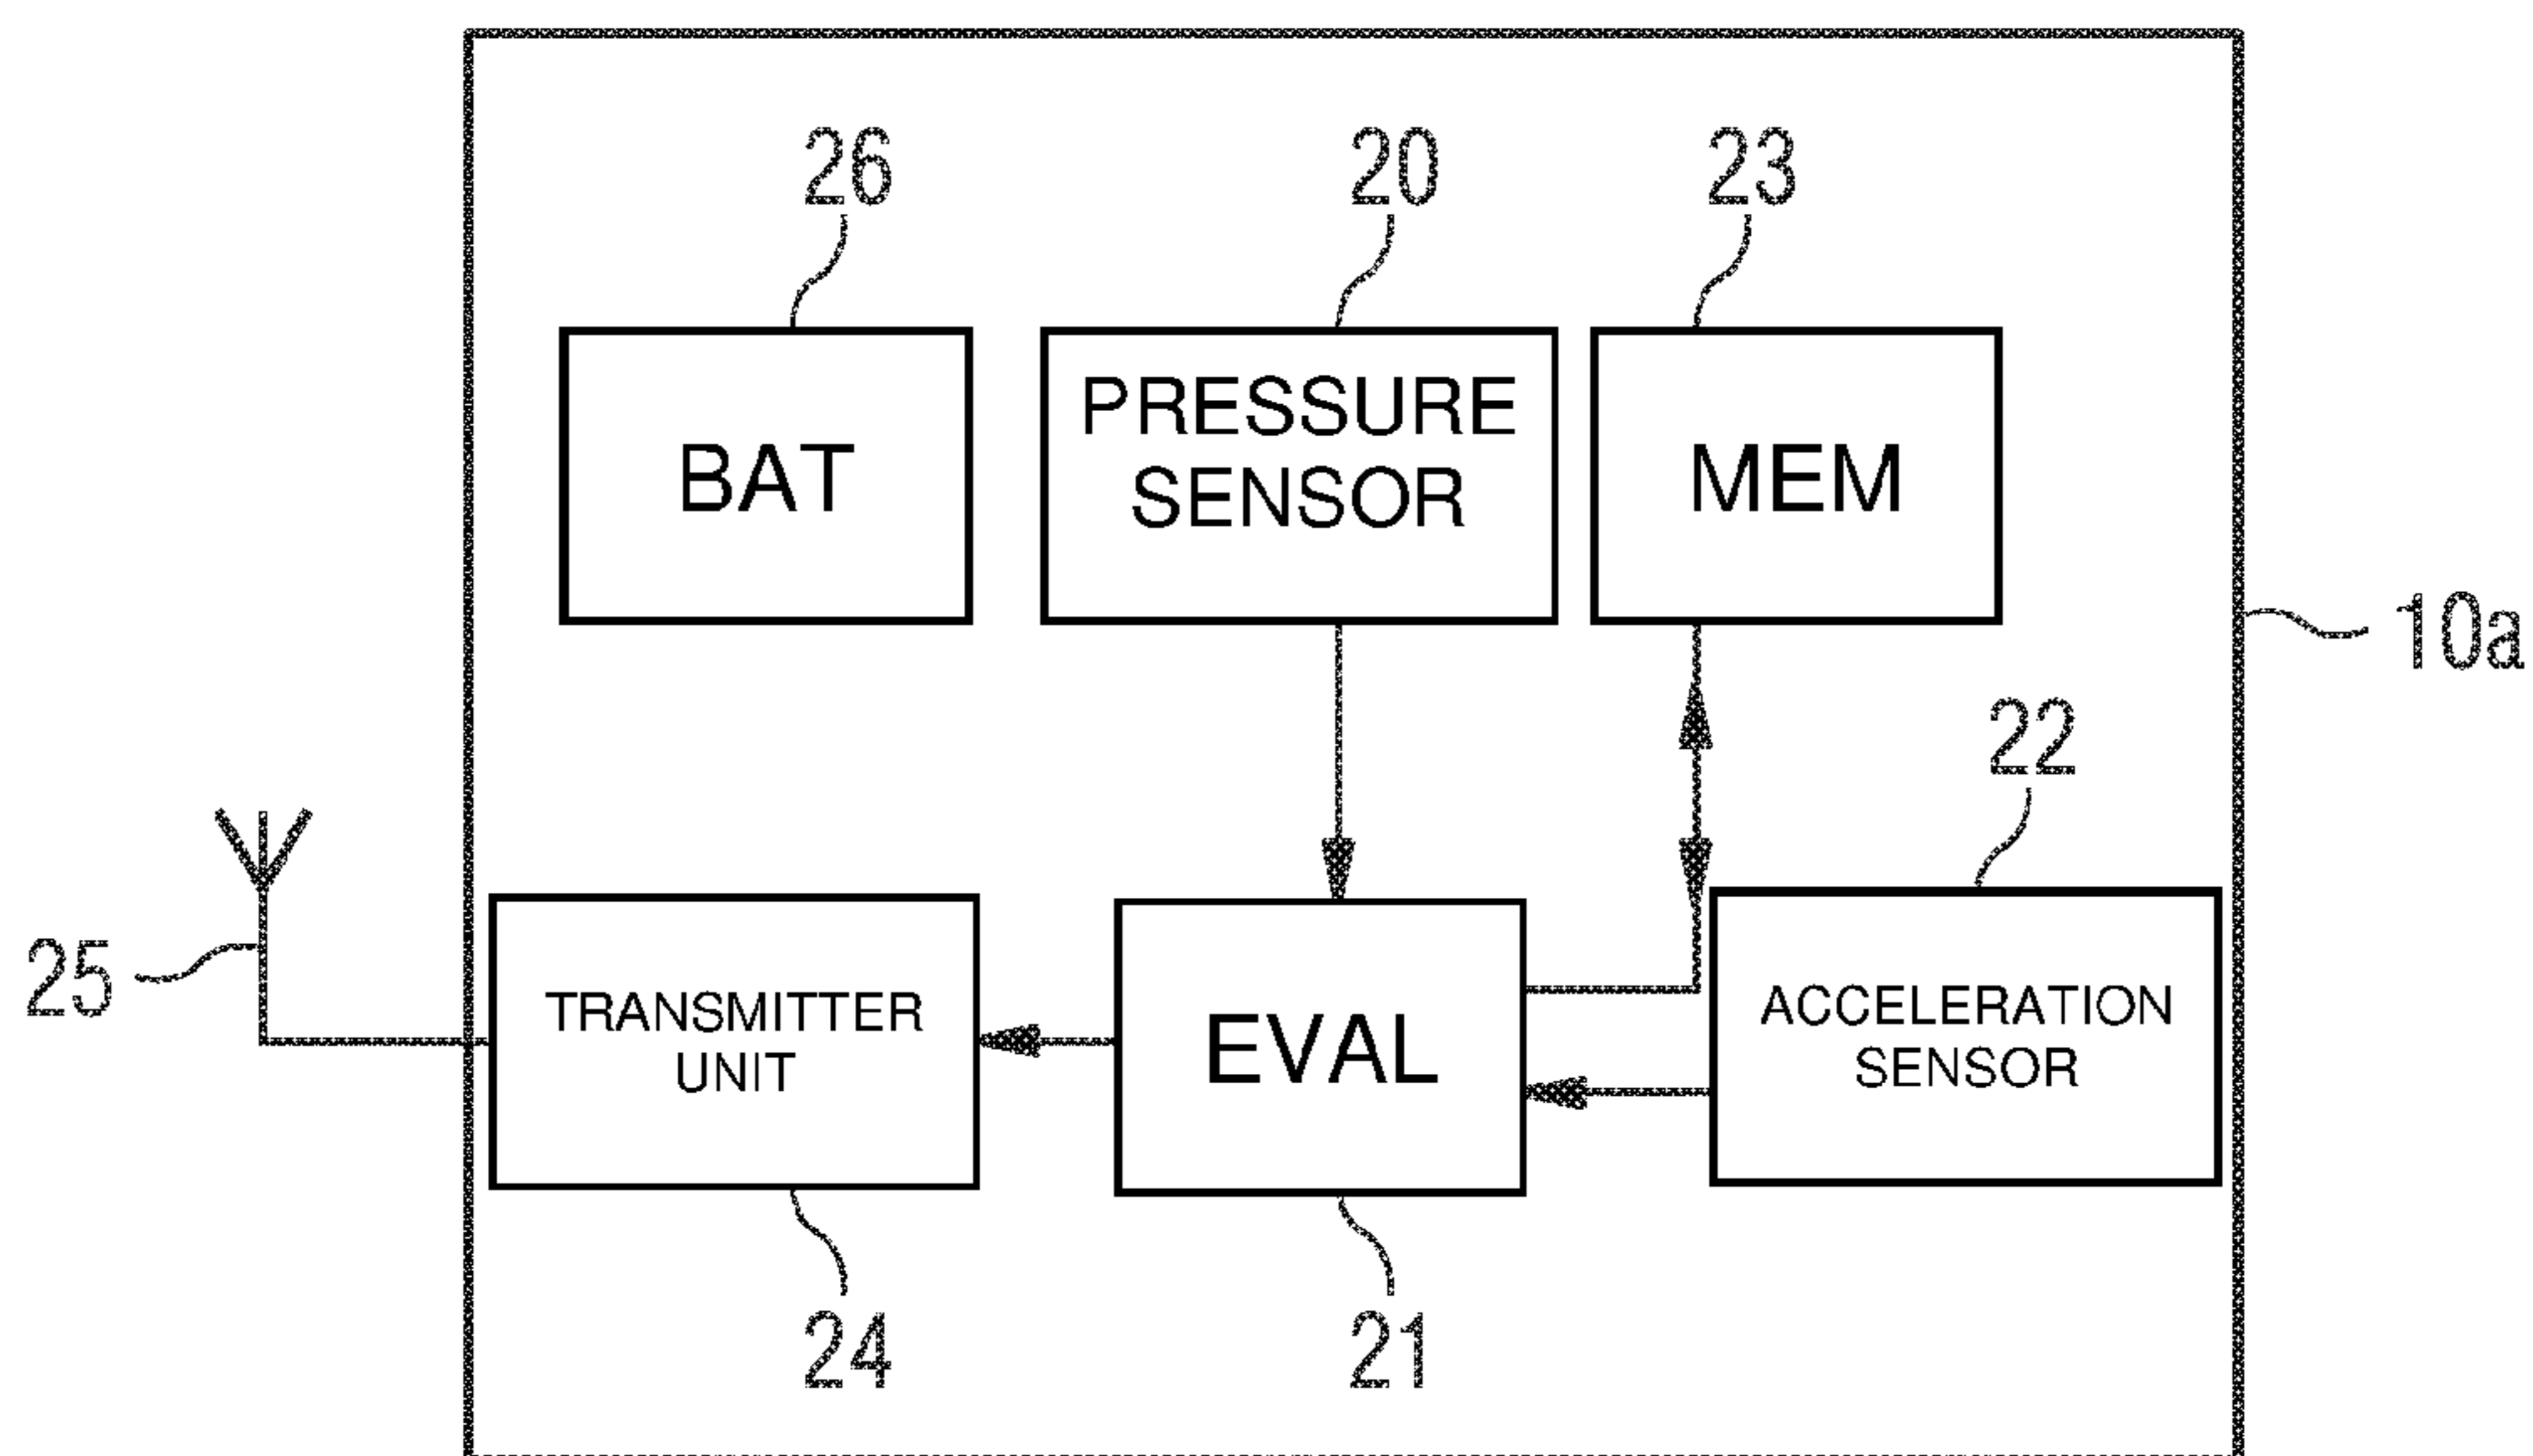 26
20
23
BAT
PRESSURE
SENSOR
MEM
10a
22
25
TRANSMITTER
UNIT
EVAL
ACCELERATION
SENSOR
24
21